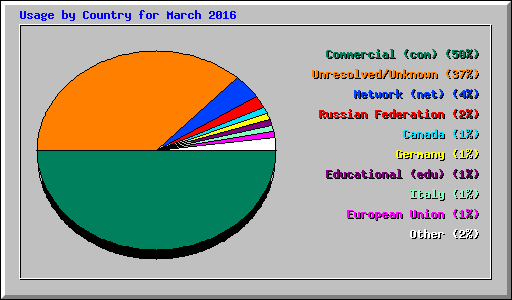 Usage by Country for March 2016
Commercial (com) (50%)
Unresolved/Unknown (37%)
Network (net) (4%)
Russian Federation (2%)
Canada (1%)
Germany (1%)
Educational (edu) (1%)
Italy (1%)
European Union (1%)
Other (2%)